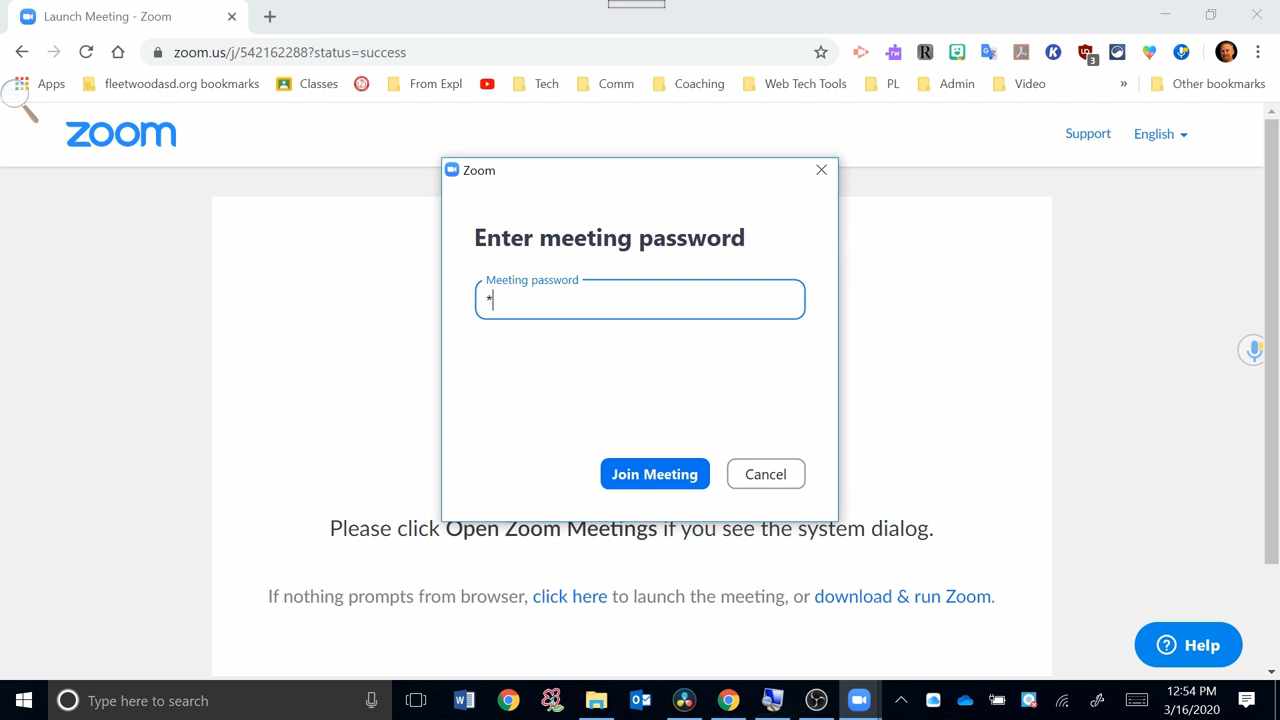 Launch Meeting - Zoom
zoom.us/j/542162288?status=success
Apps
fleetwoodasd.org bookmarks
Classes
From Expl
Tech
Comm
Coaching
Web Tech Tools
PL
Admin
Video
»
Other bookmarks
3
zoom
Support
English
Zoom
Enter meeting password
Meeting password
*
Join Meeting
Cancel
Please click Open Zoom Meetings if you see the system dialog.
If nothing prompts from browser, click here to launch the meeting, or download & run Zoom.
? Help
Type here to search
12:54 PM
3/16/2020